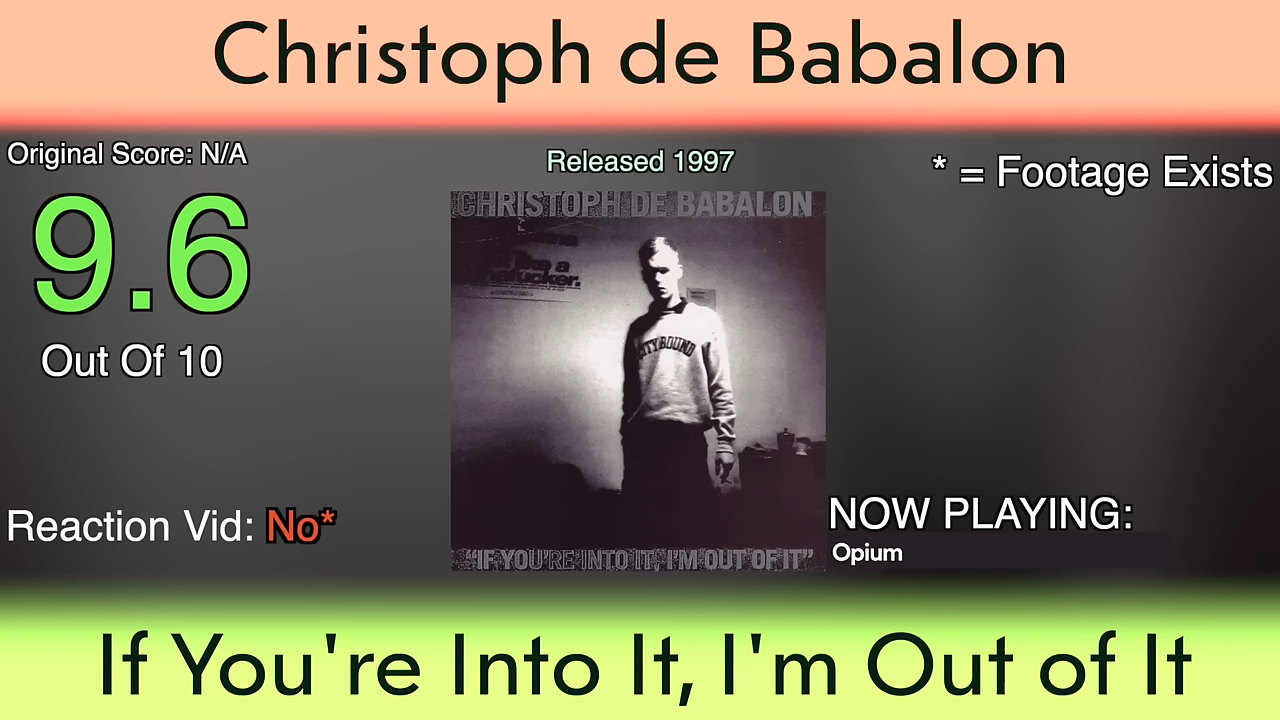 Christoph de Babalon
Original Score: N/A
9.6
Out Of 10
Reaction Vid: No*
Released 1997
CHRISTOPH DE BABALON
like a
CITYBOUND
"IF YOU'RE INTO IT, I'M OUT OF IT"
* = Footage Exists
NOW PLAYING:
Opium
If You're Into It, I'm Out of It